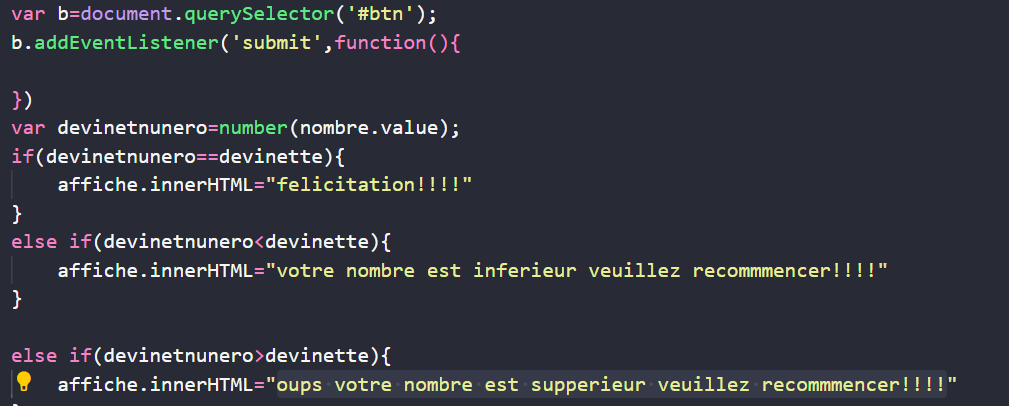 var b=document.querySelector('#btn');
b.addEventListener('submit',function(){
})
var devinetnunero=number(nombre.value);
if(devinetnunero==devinette){
affiche.innerHTML="felicitation!!!!"
}
else if(devinetnunero<devinette){
affiche.innerHTML="votre nombre est inferieur veuillez recommmencer!!!!"
}
else if(devinetnunero>devinette){
affiche.innerHTML="oups votre nombre est supperieur veuillez recommmencer!!!!"